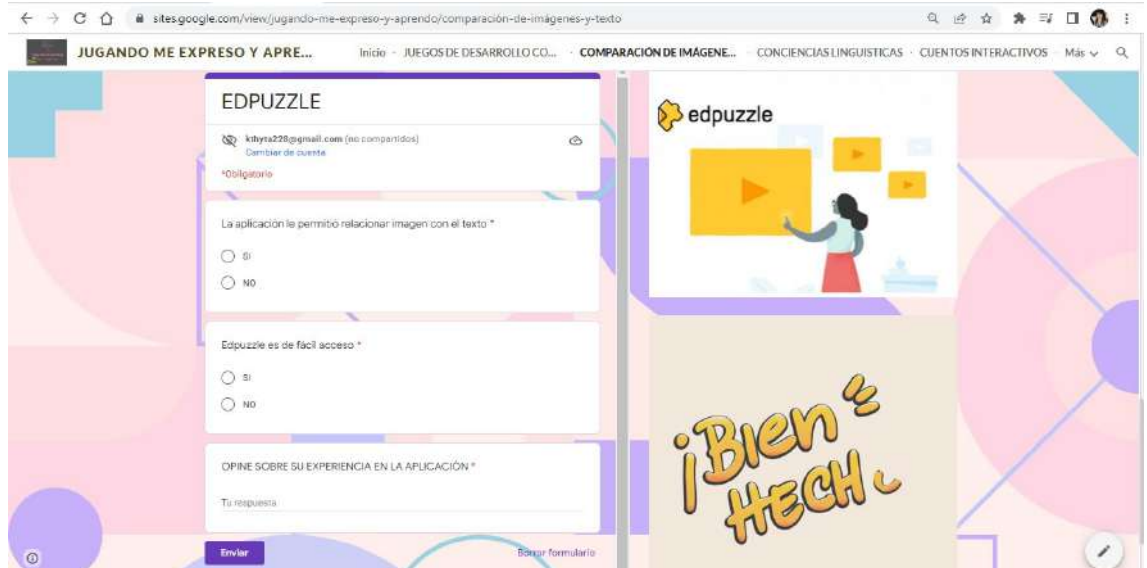 sites.google.com/view/jugando-me-expreso-y-aprendo/comparación-de-imágenes-y-texto
JUGANDO ME EXPRESO Y APRE...
Inicio
JUEGOS DE DESARROLLO CO...
COMPARACIÓN DE IMÁGENE...
CONCIENCIAS LINGUISTICAS
CUENTOS INTERACTIVOS
Más
EDPUZZLE
kthyta228@gmail.com (no compartidos)
Cambiar de cuenta
*Obligatorio
La aplicación le permitió relacionar imagen con el texto *
SI
NO
Edpuzzle es de fácil acceso *
SI
NO
OPINE SOBRE SU EXPERIENCIA EN LA APLICACIÓN *
Tu respuesta
Enviar
Borrar formulario
edpuzzle
¡BIen
HECH